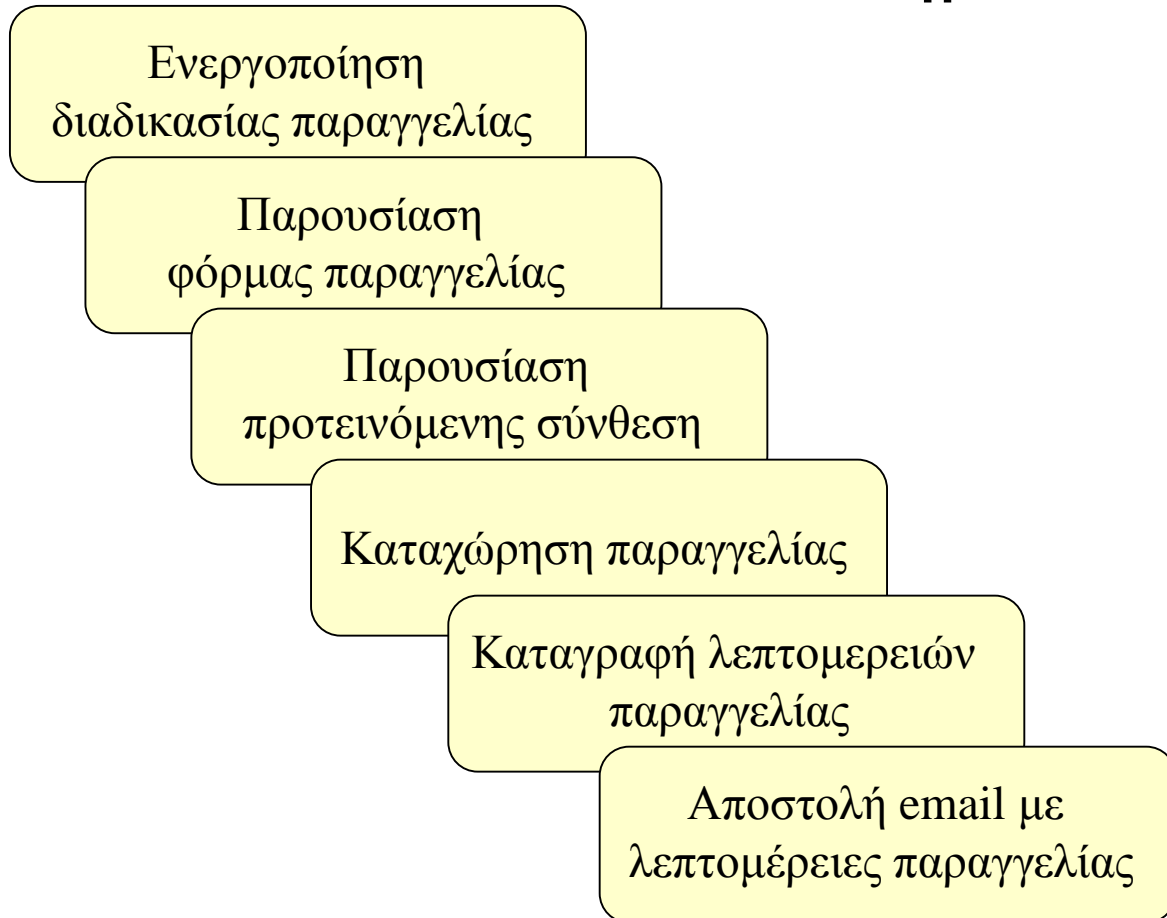 Ενεργοποίηση
διαδικασίας παραγγελίας
Παρουσίαση
φόρμας παραγγελίας
Παρουσίαση
προτεινόμενης σύνθεση
Καταχώρηση παραγγελίας
Καταγραφή λεπτομερειών
παραγγελίας
Αποστολή email με
λεπτομέρειες παραγγελίας